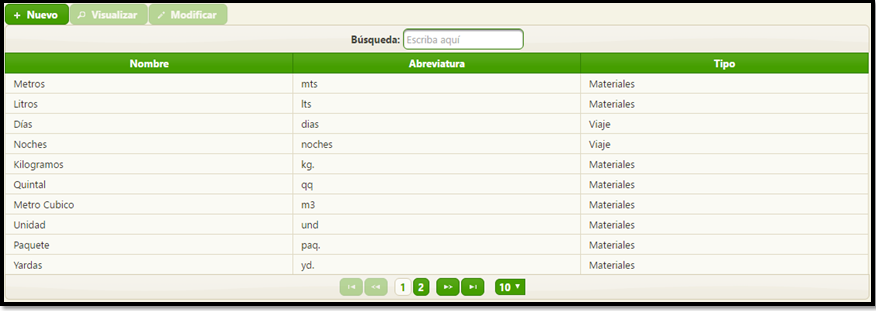 + Nuevo Visualizar Modificar
Búsqueda: Escriba aquí
Nombre Abreviatura Tipo
Metros mts Materiales
Litros lts Materiales
Días dias Viaje
Noches noches Viaje
Kilogramos kg. Materiales
Quintal qq Materiales
Metro Cubico m3 Materiales
Unidad und Materiales
Paquete paq. Materiales
Yardas yd. Materiales
1 2 10